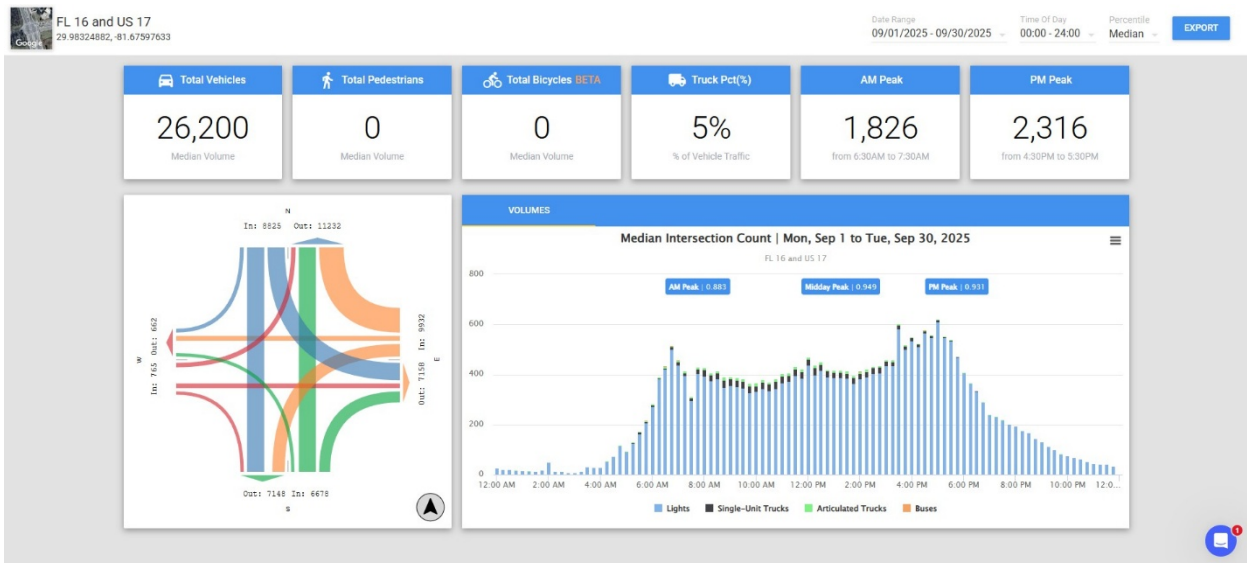 FL 16 and US 17
29.98324882, -81.67597633
Google
Date Range
09/01/2025 - 09/30/2025
Time Of Day
00:00 - 24:00
Percentile
Median
EXPORT
Total Vehicles
26,200
Median Volume
Total Pedestrians
0
Median Volume
Total Bicycles BETA
0
Median Volume
Truck Pct(%)
5%
% of Vehicle Traffic
AM Peak
1,826
from 6:30AM to 7:30AM
PM Peak
2,316
from 4:30PM to 5:30PM
N
In: 8825 Out: 11232
W
In: 765 Out: 662
E
Out: 7158 In: 9932
Out: 7148 In: 6678
S
VOLUMES
Median Intersection Count | Mon, Sep 1 to Tue, Sep 30, 2025
FL 16 and US 17
AM Peak | 0.883
Midday Peak | 0.949
PM Peak | 0.931
800
600
400
200
0
12:00 AM 2:00 AM 4:00 AM 6:00 AM 8:00 AM 10:00 AM 12:00 PM 2:00 PM 4:00 PM 6:00 PM 8:00 PM 10:00 PM 12:0...
Lights Single-Unit Trucks Articulated Trucks Buses
1